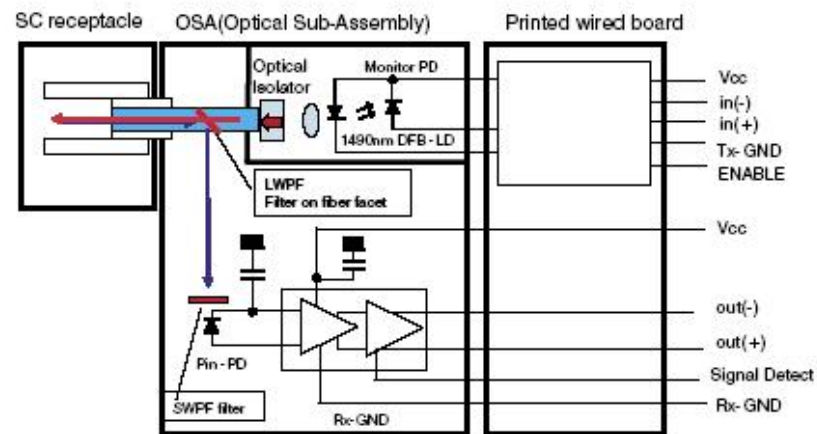 SC receptacle
OSA(Optical Sub-Assembly)
Printed wired board
Optical
Isolator
Monitor PD
1490nm DFB-LD
LWPF
Filter on fiber facet
Vcc
in(-)
in(+)
Tx-GND
ENABLE
Vcc
out(-)
out(+)
Signal Detect
Rx-GND
Pin-PD
SWPF filter
Rx-GND